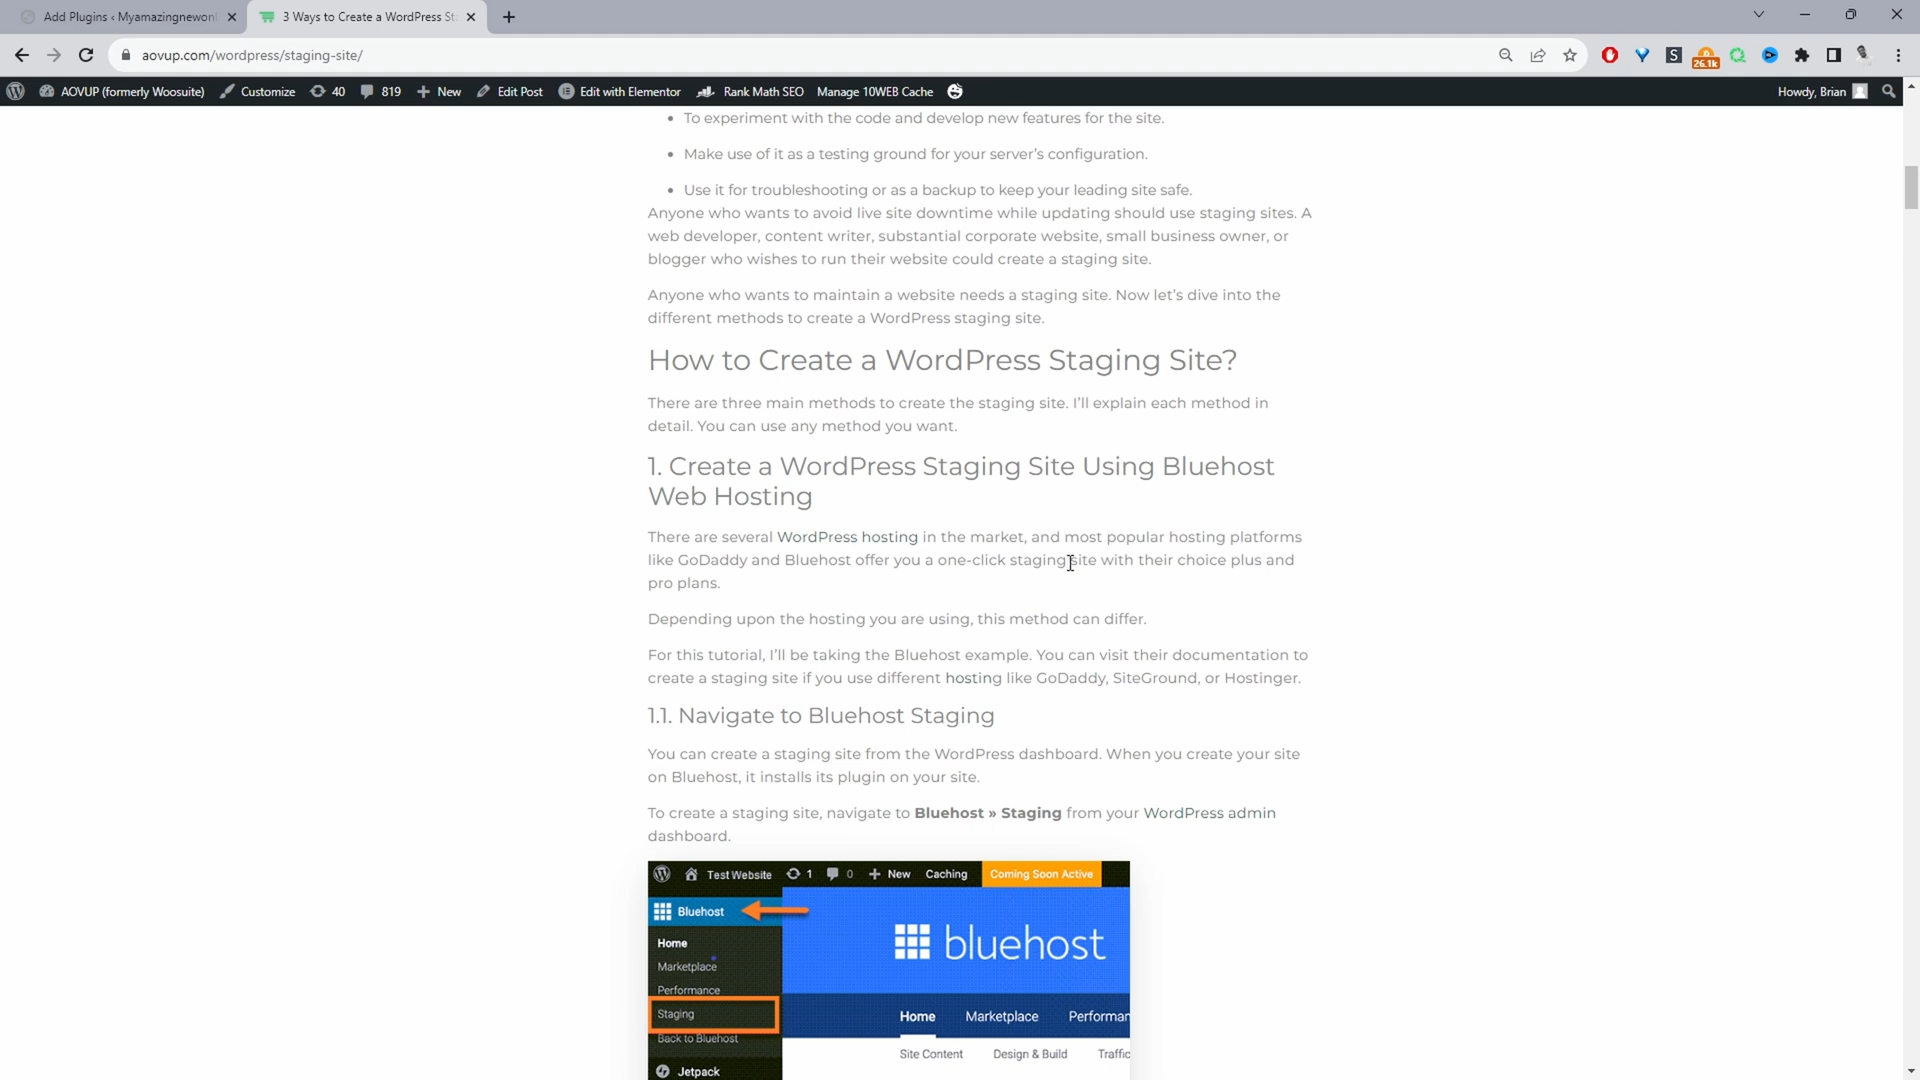 Add Plugins ‹ Myamazingnewonl
3 Ways to Create a WordPress St
aovup.com/wordpress/staging-site/
S
26.1k
AOVUP (formerly Woosuite)
Customize
40
819
New
Edit Post
Edit with Elementor
Rank Math SEO
Manage 10WEB Cache
Howdy, Brian
• To experiment with the code and develop new features for the site.
• Make use of it as a testing ground for your server’s configuration.
• Use it for troubleshooting or as a backup to keep your leading site safe.
Anyone who wants to avoid live site downtime while updating should use staging sites. A
web developer, content writer, substantial corporate website, small business owner, or
blogger who wishes to run their website could create a staging site.
Anyone who wants to maintain a website needs a staging site. Now let’s dive into the
different methods to create a WordPress staging site.
How to Create a WordPress Staging Site?
There are three main methods to create the staging site. I’ll explain each method in
detail. You can use any method you want.
1. Create a WordPress Staging Site Using Bluehost
Web Hosting
There are several WordPress hosting in the market, and most popular hosting platforms
like GoDaddy and Bluehost offer you a one-click staging site with their choice plus and
pro plans.
Depending upon the hosting you are using, this method can differ.
For this tutorial, I’ll be taking the Bluehost example. You can visit their documentation to
create a staging site if you use different hosting like GoDaddy, SiteGround, or Hostinger.
1.1. Navigate to Bluehost Staging
You can create a staging site from the WordPress dashboard. When you create your site
on Bluehost, it installs its plugin on your site.
To create a staging site, navigate to Bluehost » Staging from your WordPress admin
dashboard.
Test Website
1
0
New
Caching
Coming Soon Active
Bluehost
Home
Marketplace
Performance
Staging
Back to Bluehost
Jetpack
bluehost
Home
Marketplace
Performan
Site Content
Design & Build
Traffic